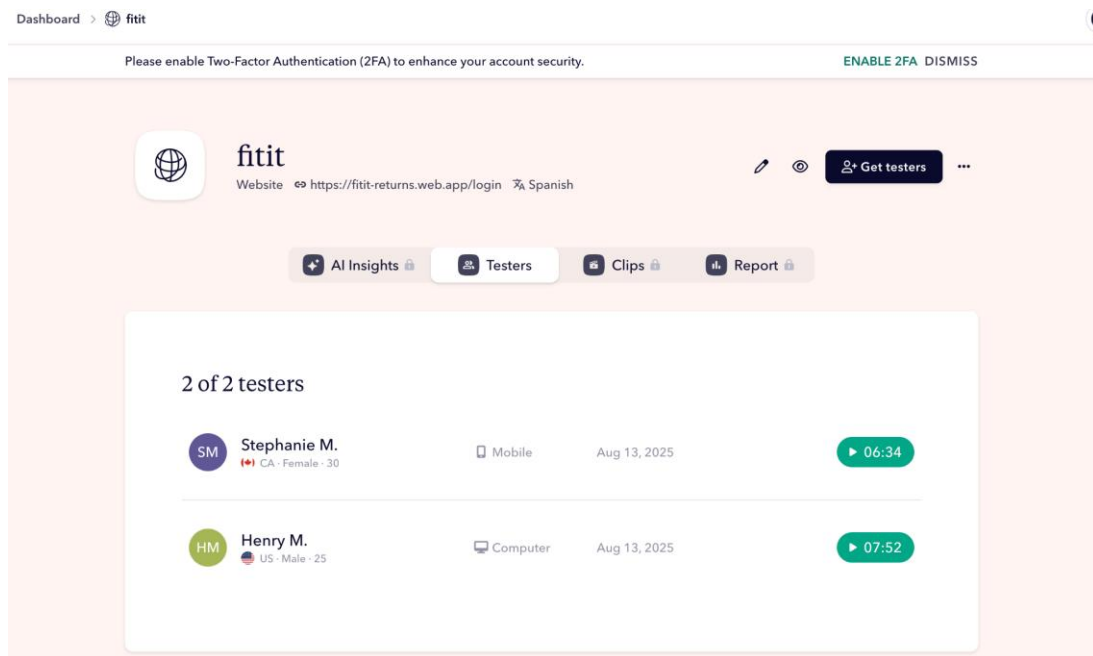 Dashboard > fitit
Please enable Two-Factor Authentication (2FA) to enhance your account security. ENABLE 2FA DISMISS
fitit
Website https://fitit-returns.web.app/login Spanish
Get testers
AI Insights Testers Clips Report
2 of 2 testers
SM Stephanie M. Mobile Aug 13, 2025 06:34
CA · Female · 30
HM Henry M. Computer Aug 13, 2025 07:52
US · Male · 25